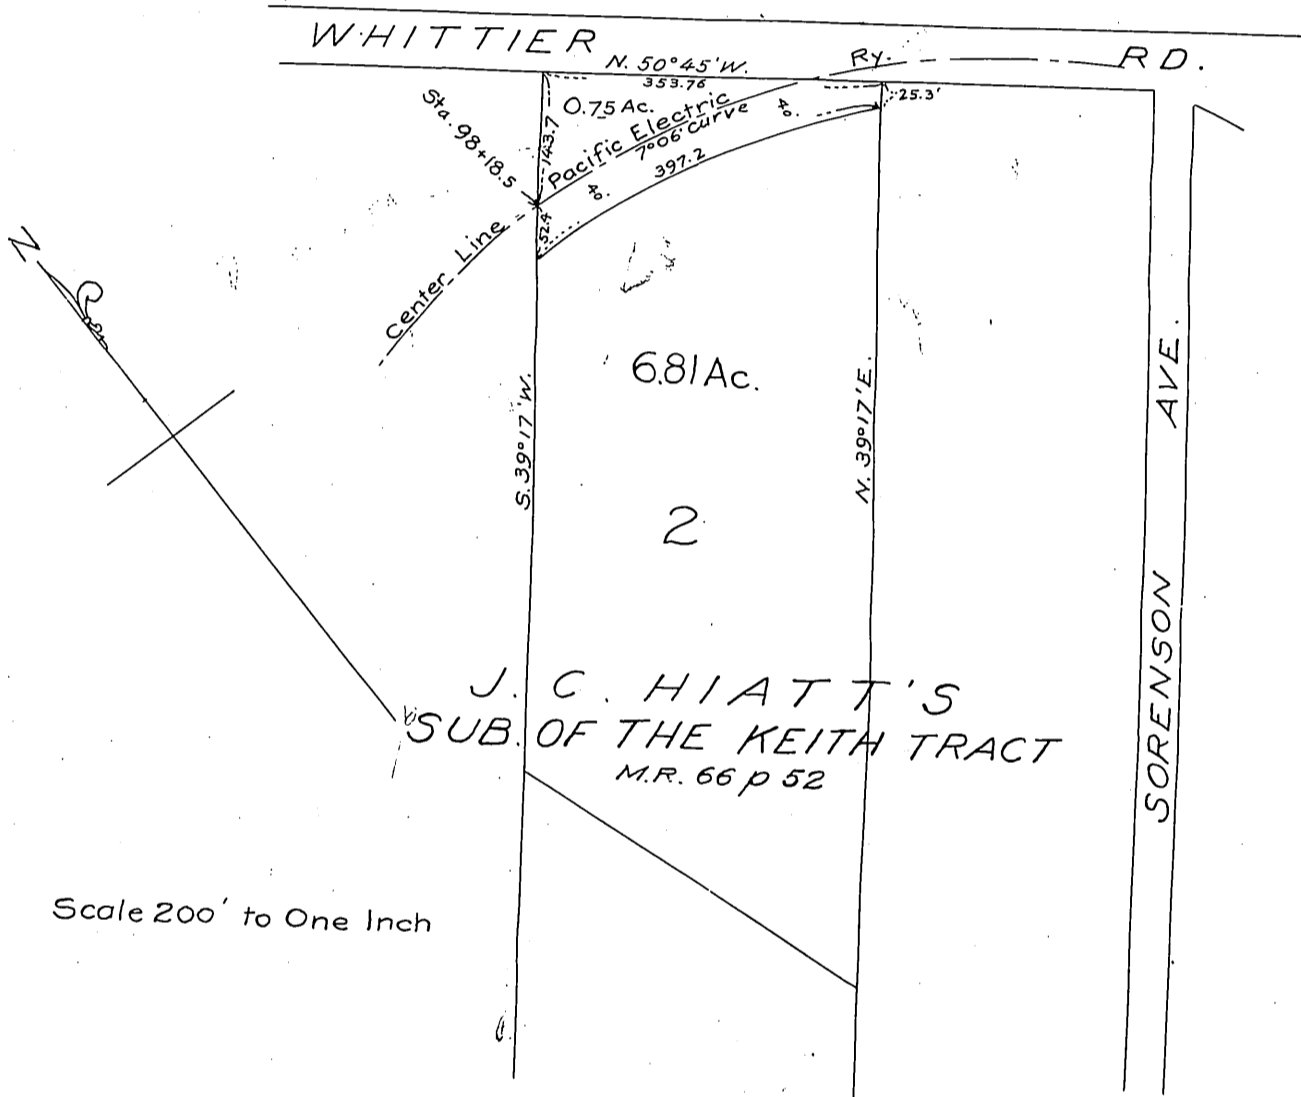 WHITTIER
RD.
N. 50°45'W.
353.76
Ry.
25.3'
0.75 Ac.
143.7
Pacific Electric
7°06' Curve
40.
397.2
40.
Sta. 98+18.5
52.4
Center Line
N
6.81 Ac.
S. 39°17'W.
N. 39°17'E.
2
AVE.
SORENSON
J. C. HIATT'S
SUB. OF THE KEITH TRACT
M.R. 66 p 52
Scale 200' to One Inch